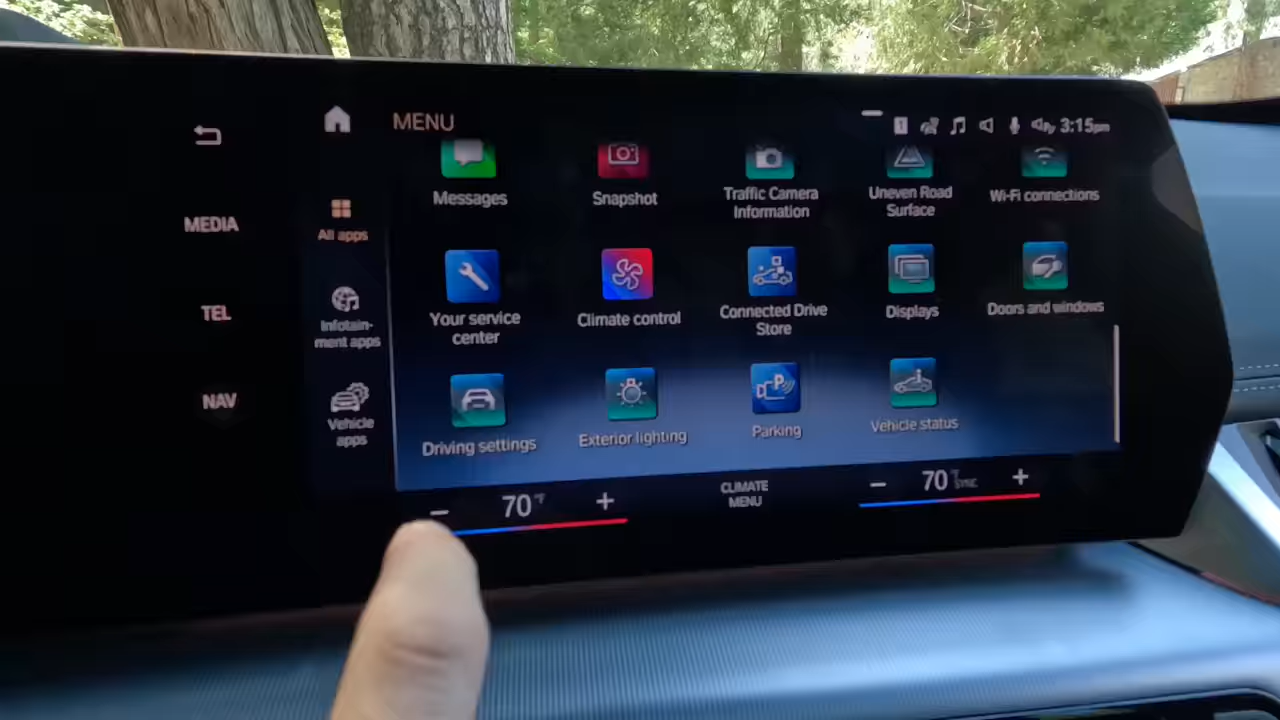 MENU
3:15pm
Messages
Snapshot
Traffic Camera
Information
Uneven Road
Surface
Wi-Fi connections
MEDIA
All apps
Your service
center
Climate control
Connected Drive
Store
Displays
Doors and windows
TEL
Infotain-
ment apps
NAV
Vehicle
apps
Driving settings
Exterior lighting
Parking
Vehicle status
− 70°F +
CLIMATE
MENU
− 70 SYNC +